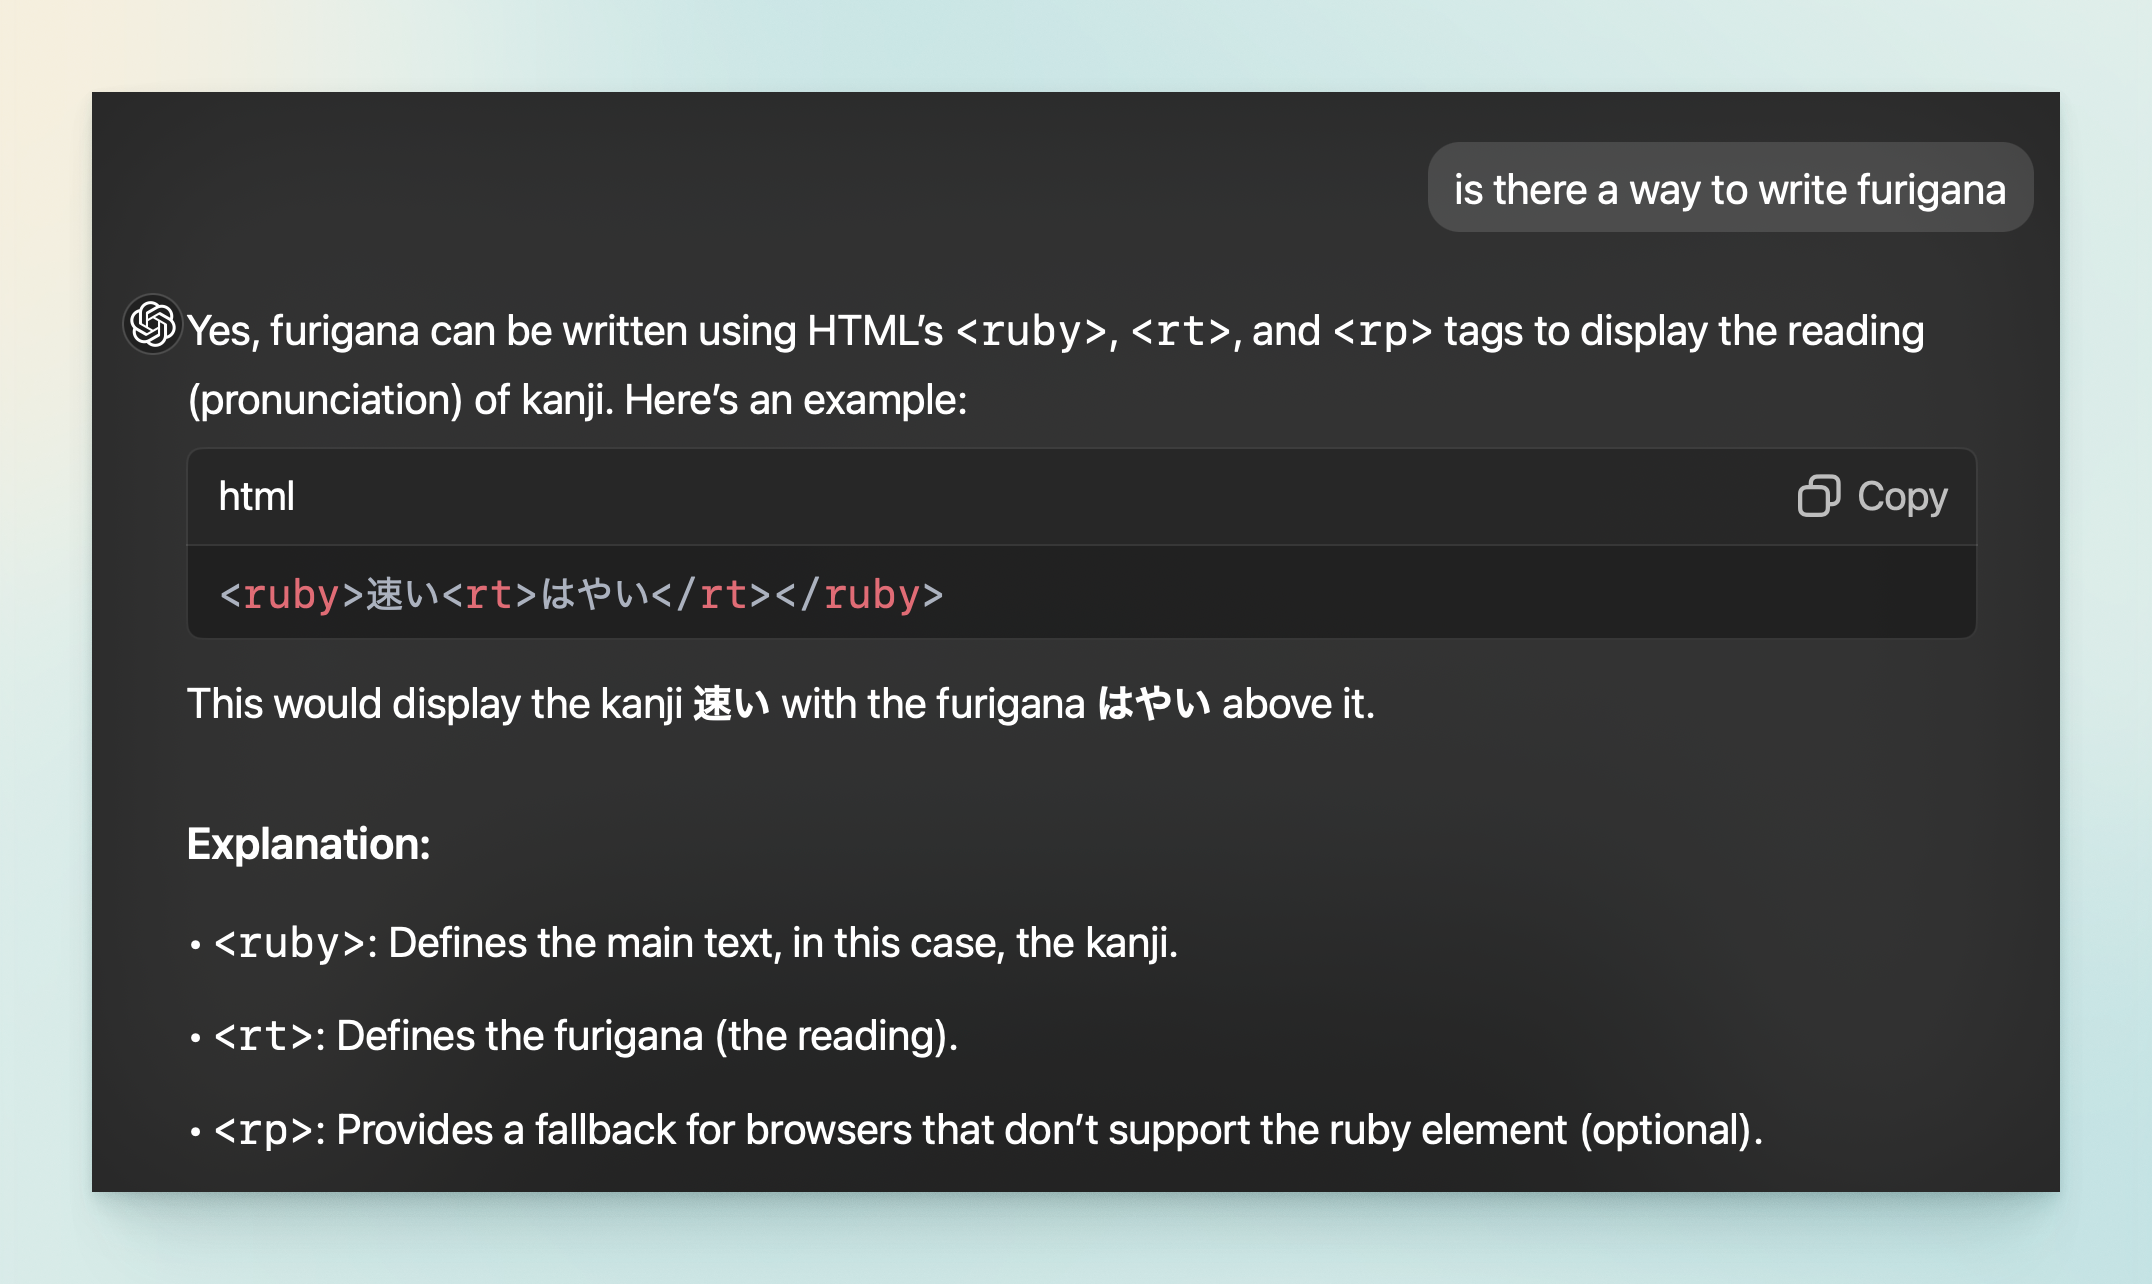 is there a way to write furigana
Yes, furigana can be written using HTML’s <ruby>, <rt>, and <rp> tags to display the reading
(pronunciation) of kanji. Here’s an example:
html
Copy
<ruby>速い<rt>はやい</rt></ruby>
This would display the kanji 速い with the furigana はやい above it.
Explanation:
• <ruby>: Defines the main text, in this case, the kanji.
• <rt>: Defines the furigana (the reading).
• <rp>: Provides a fallback for browsers that don’t support the ruby element (optional).